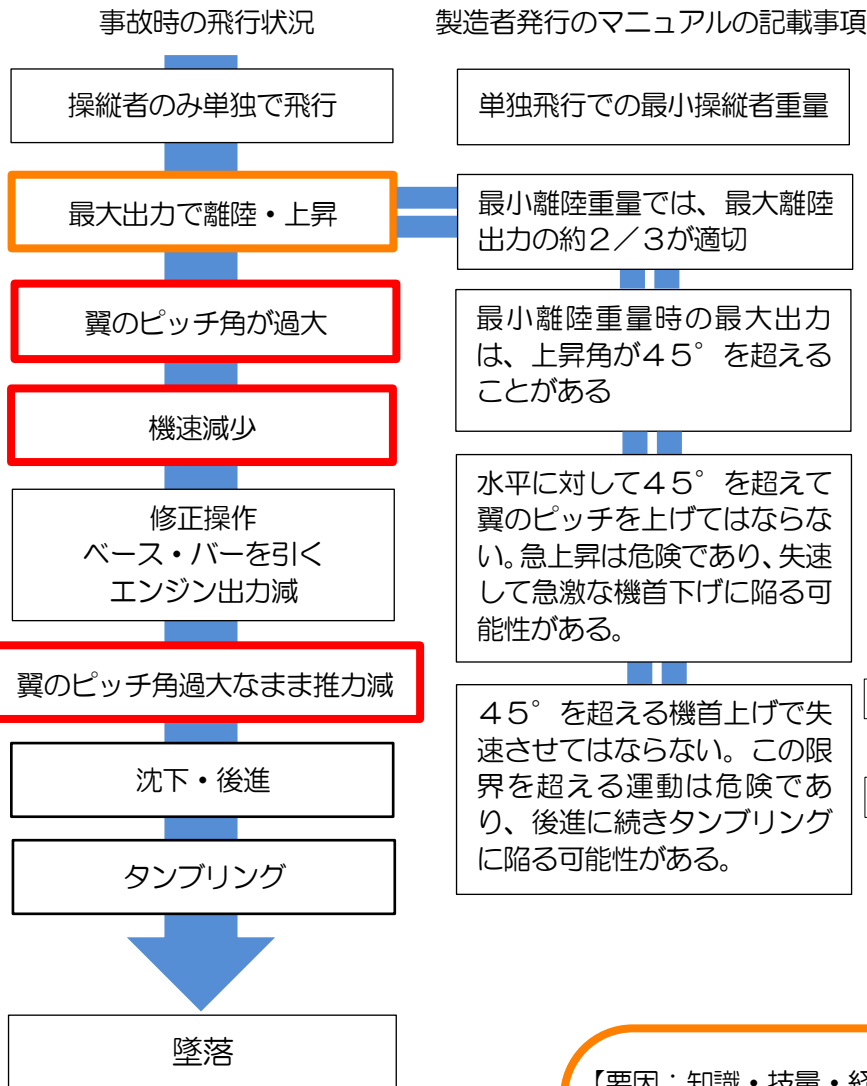 事故時の飛行状況
操縦者のみ単独で飛行
最大出力で離陸・上昇
翼のピッチ角が過大
機速減少
修正操作
ベース・バーを引く
エンジン出力減
翼のピッチ角過大なまま推力減
沈下・後進
タンブリング
墜落
製造者発行のマニュアルの記載事項
単独飛行での最小操縦者重量
最小離陸重量では、最大離陸
出力の約2/3が適切
最小離陸重量時の最大出力
は、上昇角が45°を超える
ことがある
水平に対して45°を超えて
翼のピッチを上げてはならな
い。急上昇は危険であり、失速
して急激な機首下げに陥る可
能性がある。
45°を超える機首上げで失
速させてはならない。この限
界を超える運動は危険であ
り、後進に続きタンブリング
に陥る可能性がある。
【要因:知識・技量・経